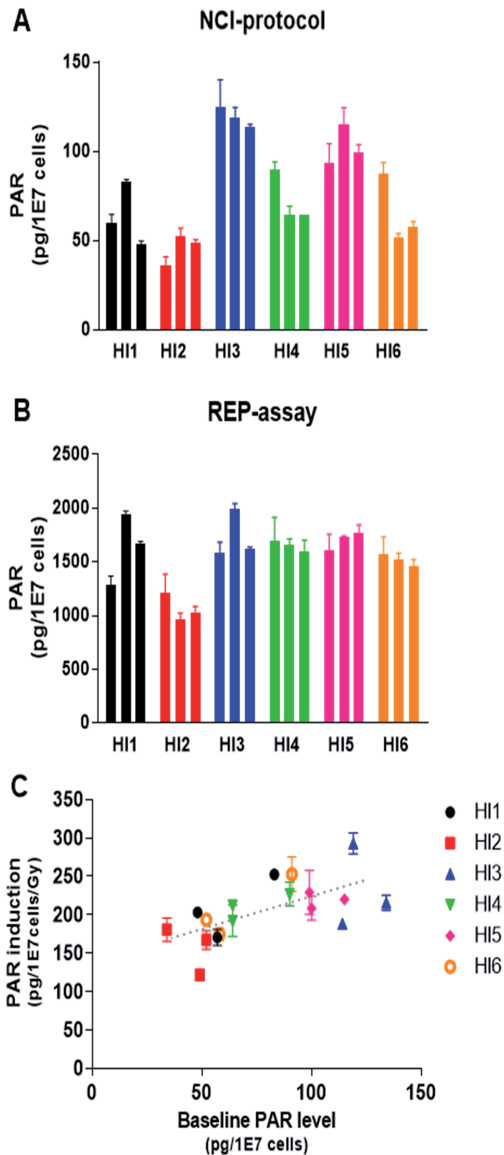 A
NCI-protocol
PAR
(pg/1E7 cells)
150
100
50
0
HI1 HI2 HI3 HI4 HI5 HI6
B
REP-assay
PAR
(pg/1E7 cells)
2500
2000
1500
1000
500
0
HI1 HI2 HI3 HI4 HI5 HI6
C
PAR induction
(pg/1E7cells/Gy)
350
300
250
200
150
100
50
0
0 50 100 150
Baseline PAR level
(pg/1E7 cells)
HI1
HI2
HI3
HI4
HI5
HI6